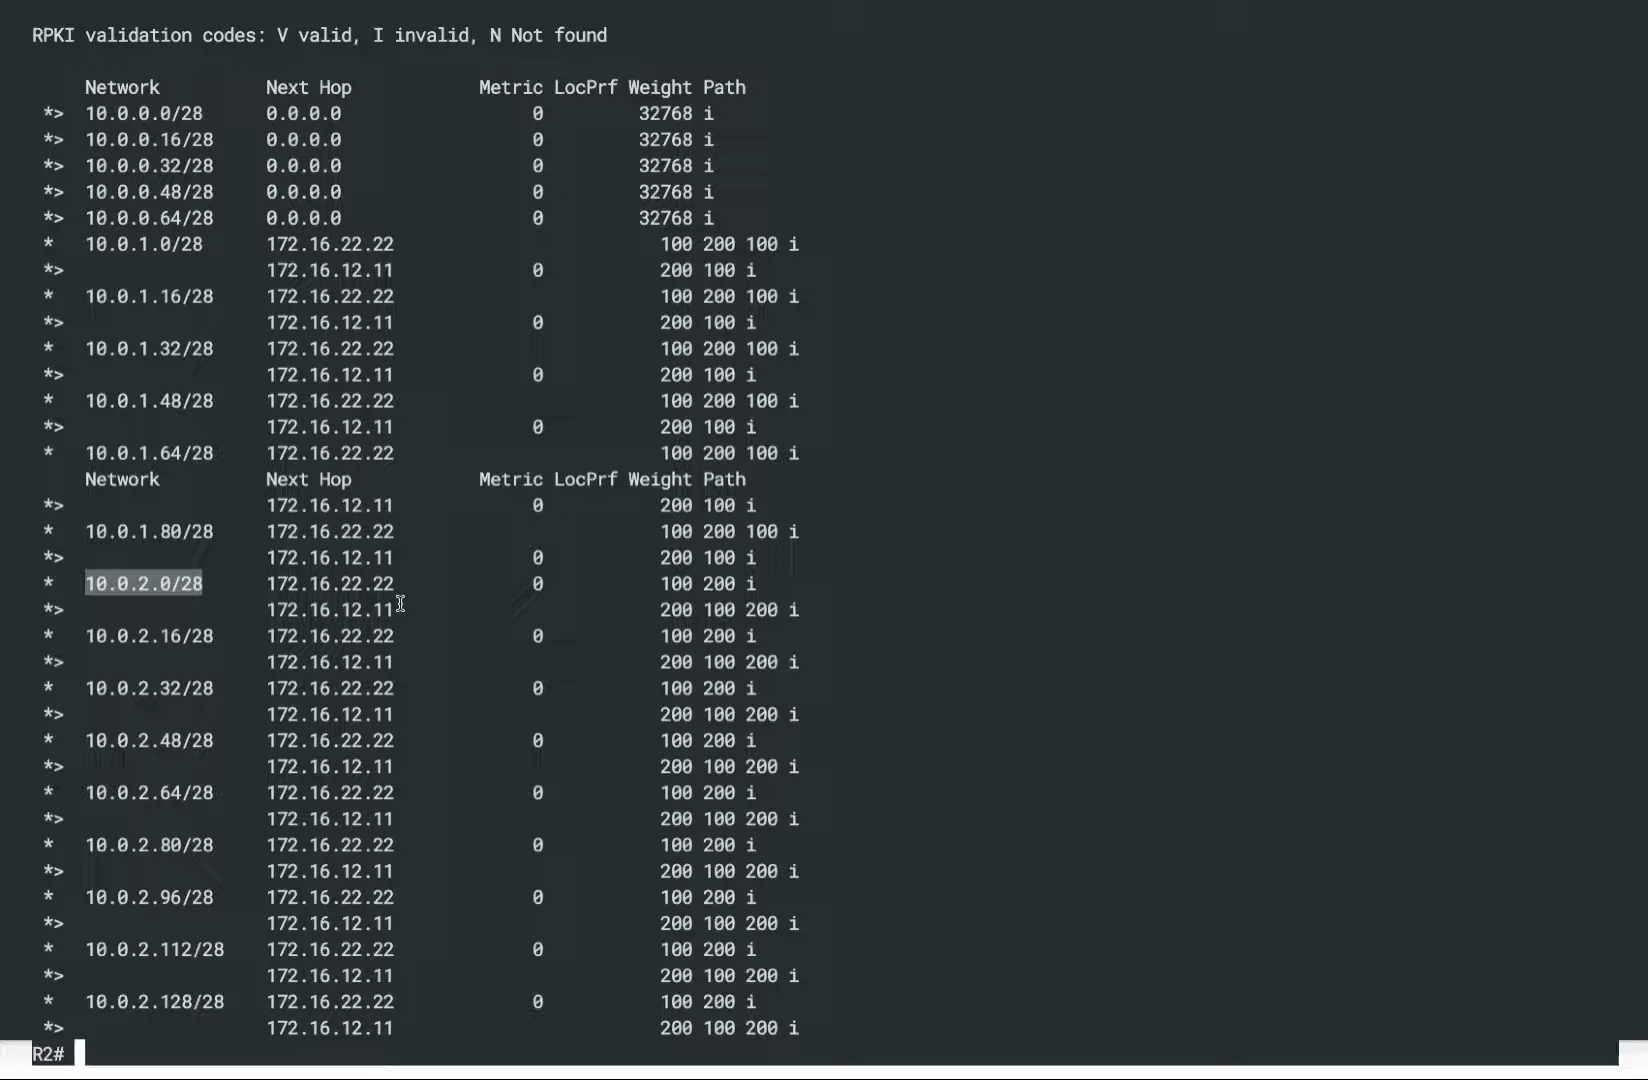 RPKI validation codes: V valid, I invalid, N Not found
     Network          Next Hop            Metric LocPrf Weight Path
 *>  10.0.0.0/28      0.0.0.0                  0         32768 i
 *>  10.0.0.16/28     0.0.0.0                  0         32768 i
 *>  10.0.0.32/28     0.0.0.0                  0         32768 i
 *>  10.0.0.48/28     0.0.0.0                  0         32768 i
 *>  10.0.0.64/28     0.0.0.0                  0         32768 i
 *   10.0.1.0/28      172.16.22.22                         100 200 100 i
 *>                   172.16.12.11             0           200 100 i
 *   10.0.1.16/28     172.16.22.22                         100 200 100 i
 *>                   172.16.12.11             0           200 100 i
 *   10.0.1.32/28     172.16.22.22                         100 200 100 i
 *>                   172.16.12.11             0           200 100 i
 *   10.0.1.48/28     172.16.22.22                         100 200 100 i
 *>                   172.16.12.11             0           200 100 i
 *   10.0.1.64/28     172.16.22.22                         100 200 100 i
     Network          Next Hop            Metric LocPrf Weight Path
 *>                   172.16.12.11             0           200 100 i
 *   10.0.1.80/28     172.16.22.22                         100 200 100 i
 *>                   172.16.12.11             0           200 100 i
 *   10.0.2.0/28      172.16.22.22             0           100 200 i
 *>                   172.16.12.11                         200 100 200 i
 *   10.0.2.16/28     172.16.22.22             0           100 200 i
 *>                   172.16.12.11                         200 100 200 i
 *   10.0.2.32/28     172.16.22.22             0           100 200 i
 *>                   172.16.12.11                         200 100 200 i
 *   10.0.2.48/28     172.16.22.22             0           100 200 i
 *>                   172.16.12.11                         200 100 200 i
 *   10.0.2.64/28     172.16.22.22             0           100 200 i
 *>                   172.16.12.11                         200 100 200 i
 *   10.0.2.80/28     172.16.22.22             0           100 200 i
 *>                   172.16.12.11                         200 100 200 i
 *   10.0.2.96/28     172.16.22.22             0           100 200 i
 *>                   172.16.12.11                         200 100 200 i
 *   10.0.2.112/28    172.16.22.22             0           100 200 i
 *>                   172.16.12.11                         200 100 200 i
 *   10.0.2.128/28    172.16.22.22             0           100 200 i
 *>                   172.16.12.11                         200 100 200 i
R2#